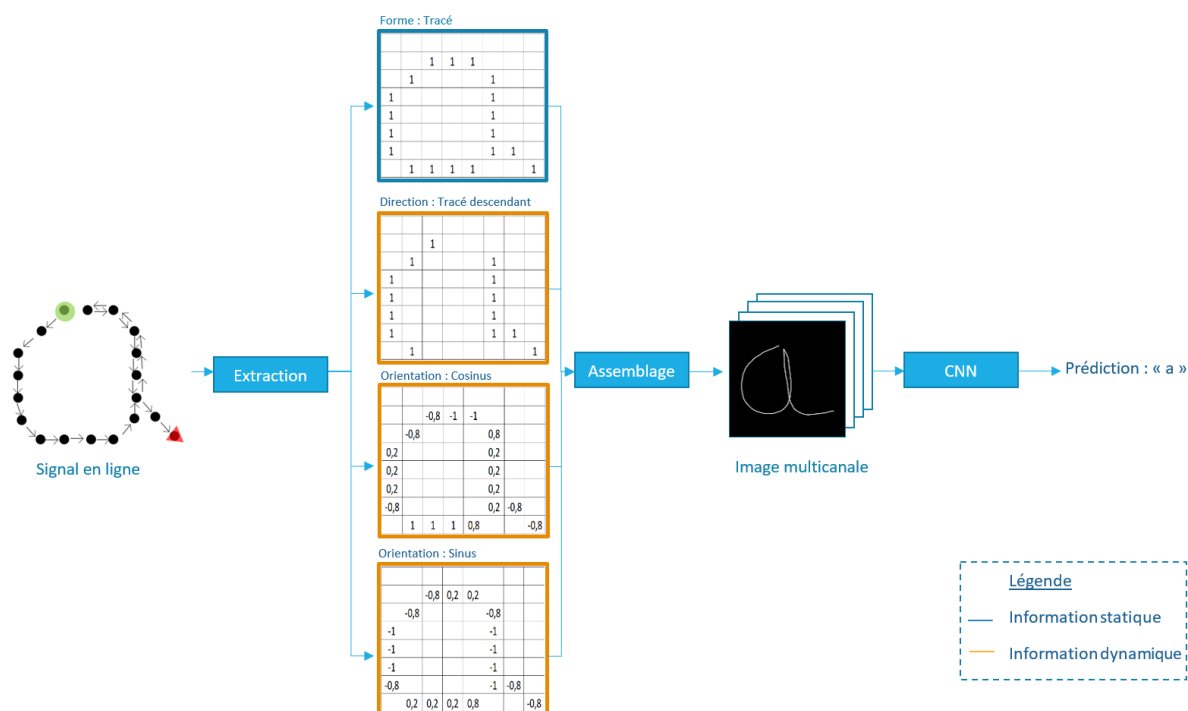 Forme : Tracé
1 1 1
1 1
1 1
1 1
1 1
1 1 1
1 1 1 1 1
Direction : Tracé descendant
1
1 1
1 1
1 1
1 1
1 1 1
1 1
Signal en ligne
Extraction
Orientation : Cosinus
-0,8 -1 -1
-0,8 0,8
0,2 0,2
0,2 0,2
0,2 0,2
-0,8 0,2 -0,8
1 1 1 0,8 -0,8
Orientation : Sinus
-0,8 0,2 0,2
-0,8 -0,8
-1 -1
-1 -1
-1 -1
-0,8 -1 -0,8
0,2 0,2 0,2 0,8 -0,8
Assemblage
Image multicanale
CNN
Prédiction : « a »
Légende
Information statique
Information dynamique